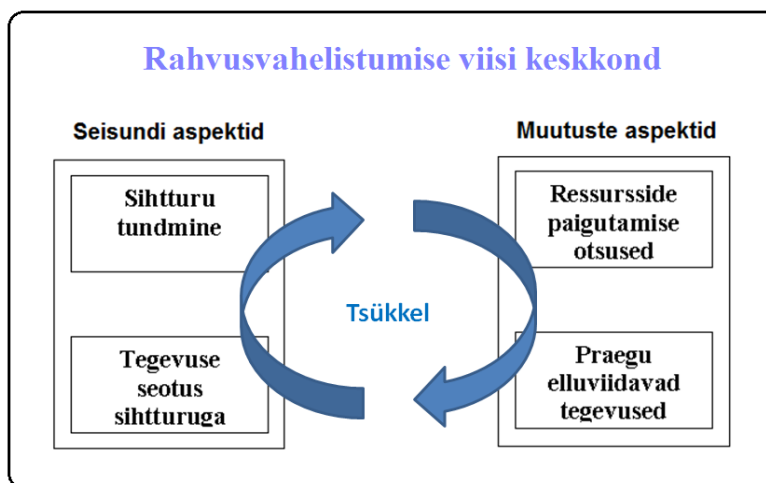 Rahvusvahelistumise viisi keskkond
Seisundi aspektid
Sihtturu
tundmine
Tegevuse
seotus
sihtturuga
Tsükkel
Muutuste aspektid
Ressursside
paigutamise
otsused
Praegu
elluviidavad
tegevused